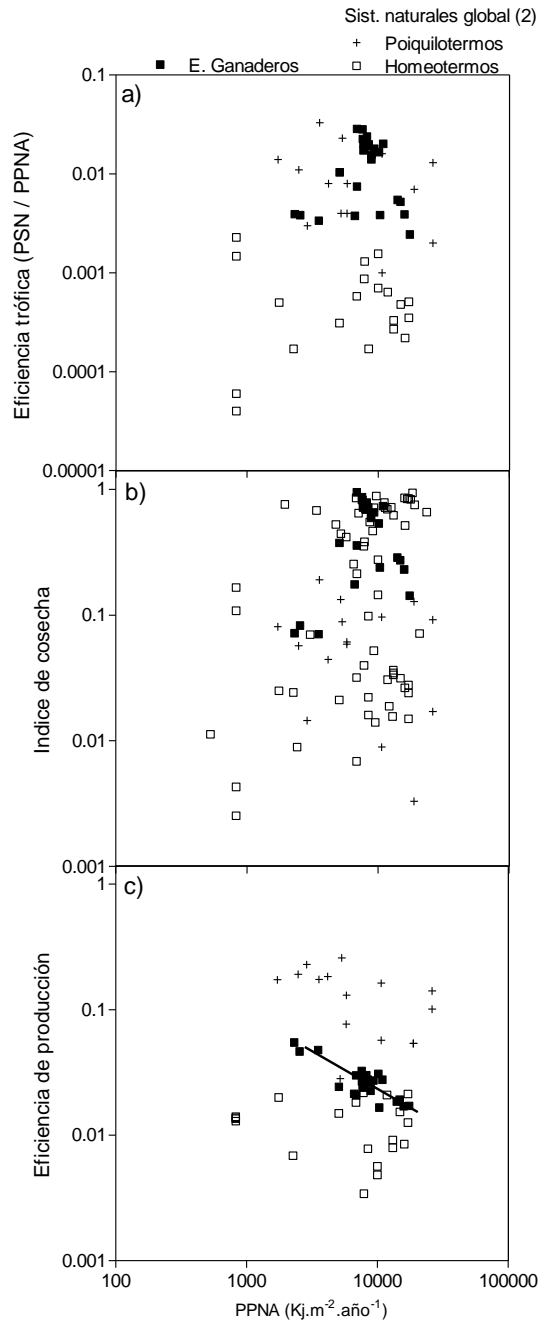 Sist. naturales global (2)
+ Poiquilotermos
■ E. Ganaderos □ Homeotermos
a)
0.1
0.01
0.001
0.0001
0.00001
Eficiencia trófica (PSN / PPNA)
b)
1
0.1
0.01
0.001
Indice de cosecha
c)
1
0.1
0.01
0.001
Eficiencia de producción
100 1000 10000 100000
PPNA (Kj.m⁻².año⁻¹)